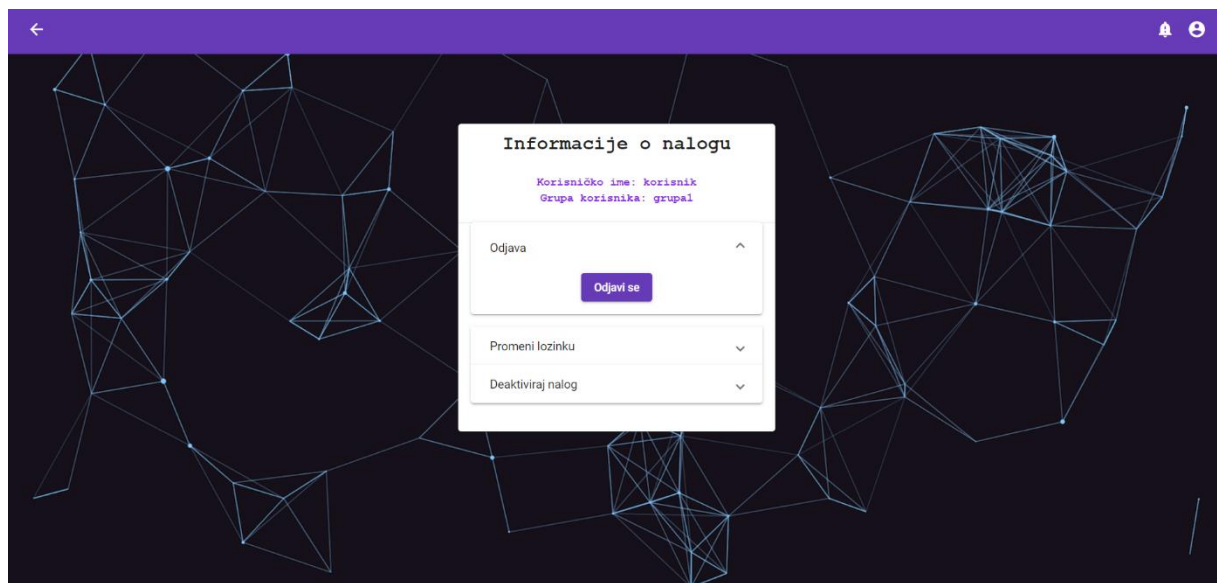 Informacije o nalogu
Korisničko ime: korisnik
Grupa korisnika: grupa1
Odjava
Odjavi se
Promeni lozinku
Deaktiviraj nalog